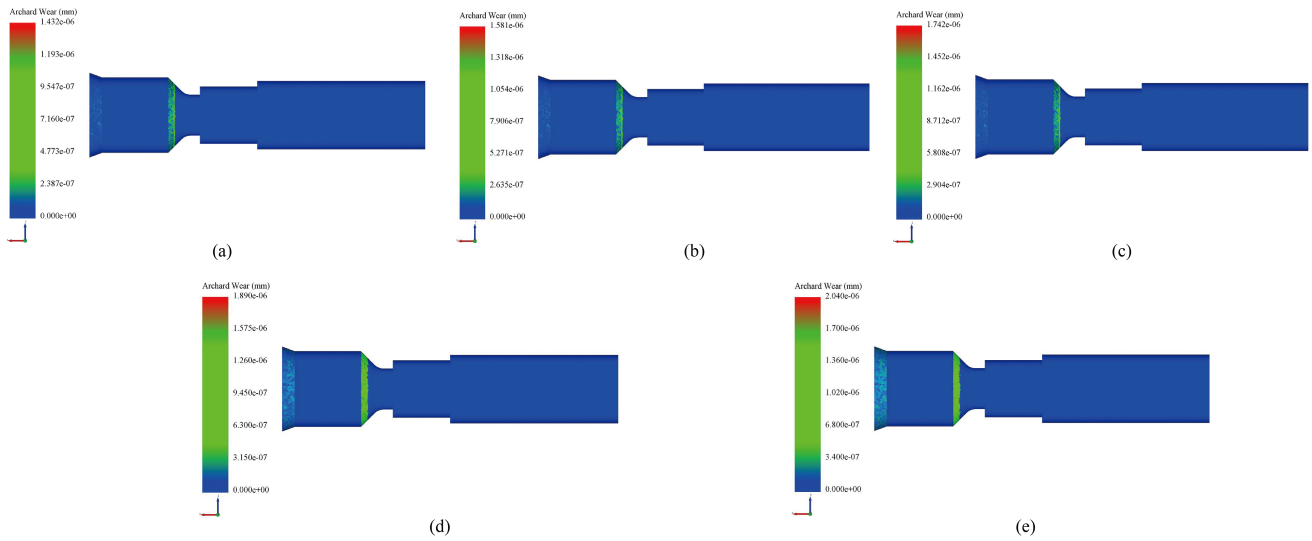 Archard Wear (mm)
1.432e-06
1.193e-06
9.547e-07
7.160e-07
4.773e-07
2.387e-07
0.000e+00
(a)
Archard Wear (mm)
1.581e-06
1.318e-06
1.054e-06
7.906e-07
5.271e-07
2.635e-07
0.000e+00
(b)
Archard Wear (mm)
1.742e-06
1.452e-06
1.162e-06
8.712e-07
5.808e-07
2.904e-07
0.000e+00
(c)
Archard Wear (mm)
1.890e-06
1.575e-06
1.260e-06
9.450e-07
6.300e-07
3.150e-07
0.000e+00
(d)
Archard Wear (mm)
2.040e-06
1.700e-06
1.360e-06
1.020e-06
6.800e-07
3.400e-07
0.000e+00
(e)